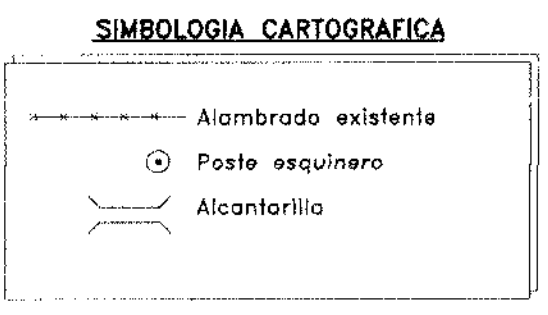 SIMBOLOGIA CARTOGRAFICA
Alambrado existente
Poste esquinero
Alcantarilla